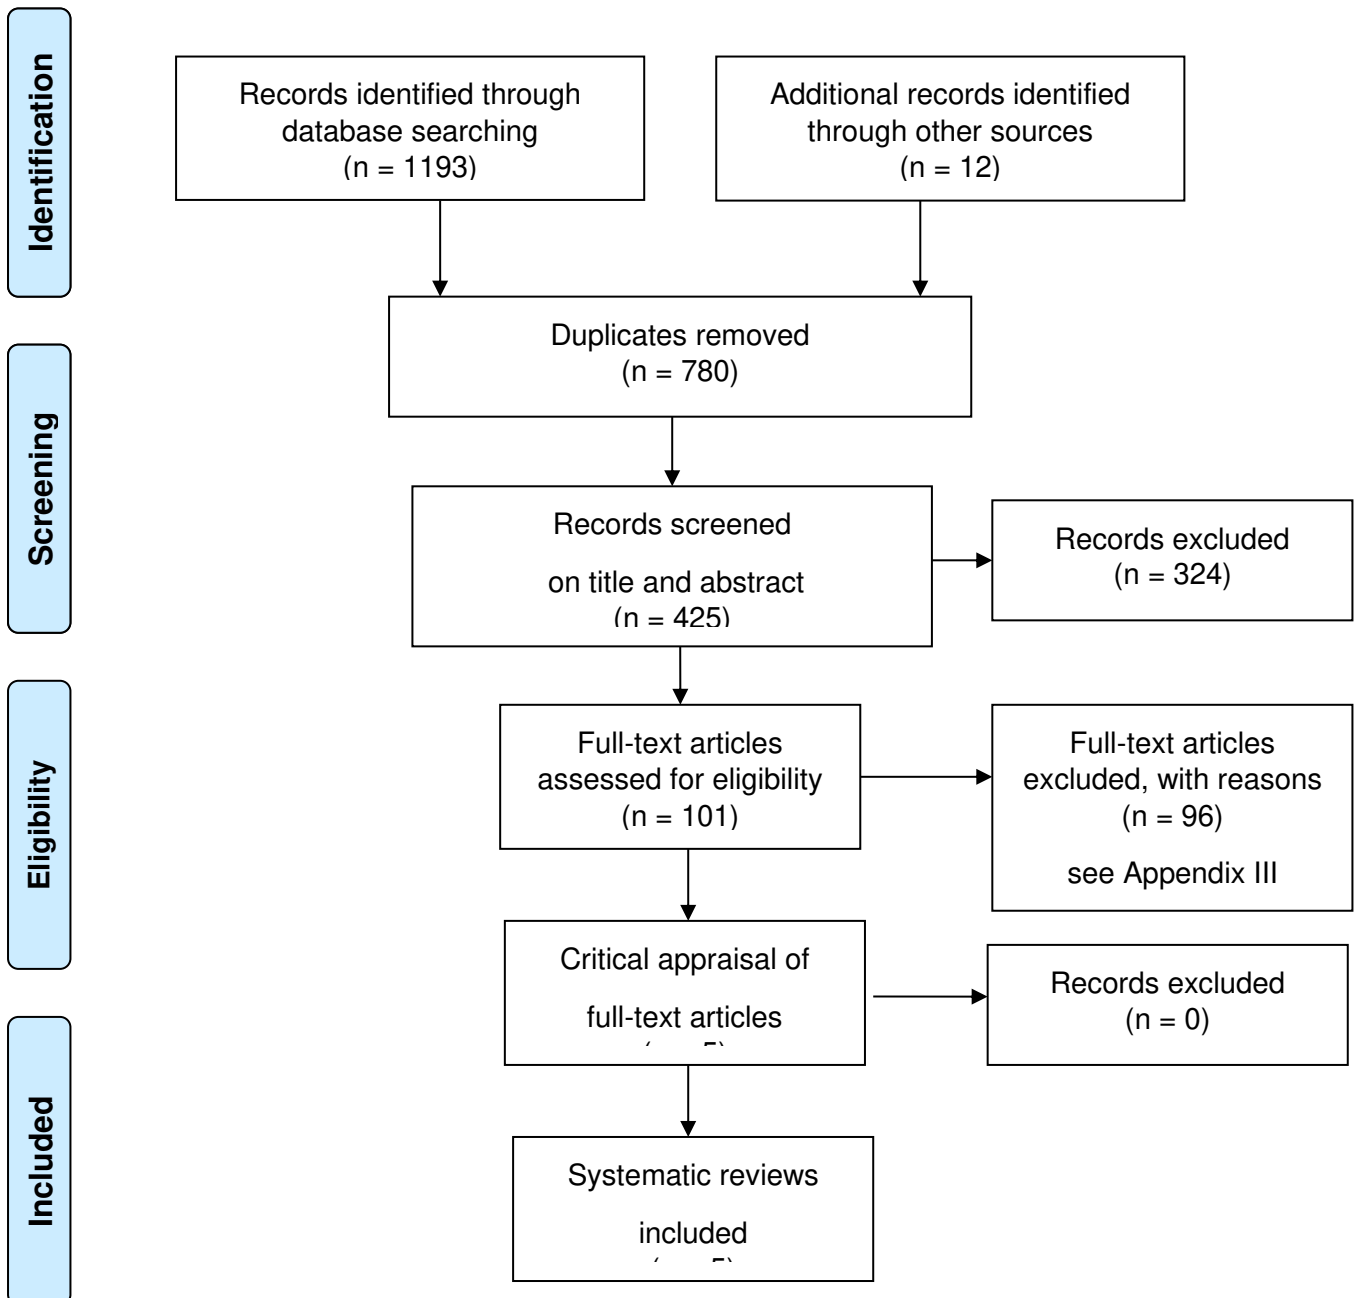 Identification
Records identified through
database searching
(n = 1193)
Additional records identified
through other sources
(n = 12)
Duplicates removed
(n = 780)
Screening
Records screened
on title and abstract
(n = 425)
Records excluded
(n = 324)
Eligibility
Full-text articles
assessed for eligibility
(n = 101)
Full-text articles
excluded, with reasons
(n = 96)
see Appendix III
Critical appraisal of
full-text articles
Records excluded
(n = 0)
Included
Systematic reviews
included